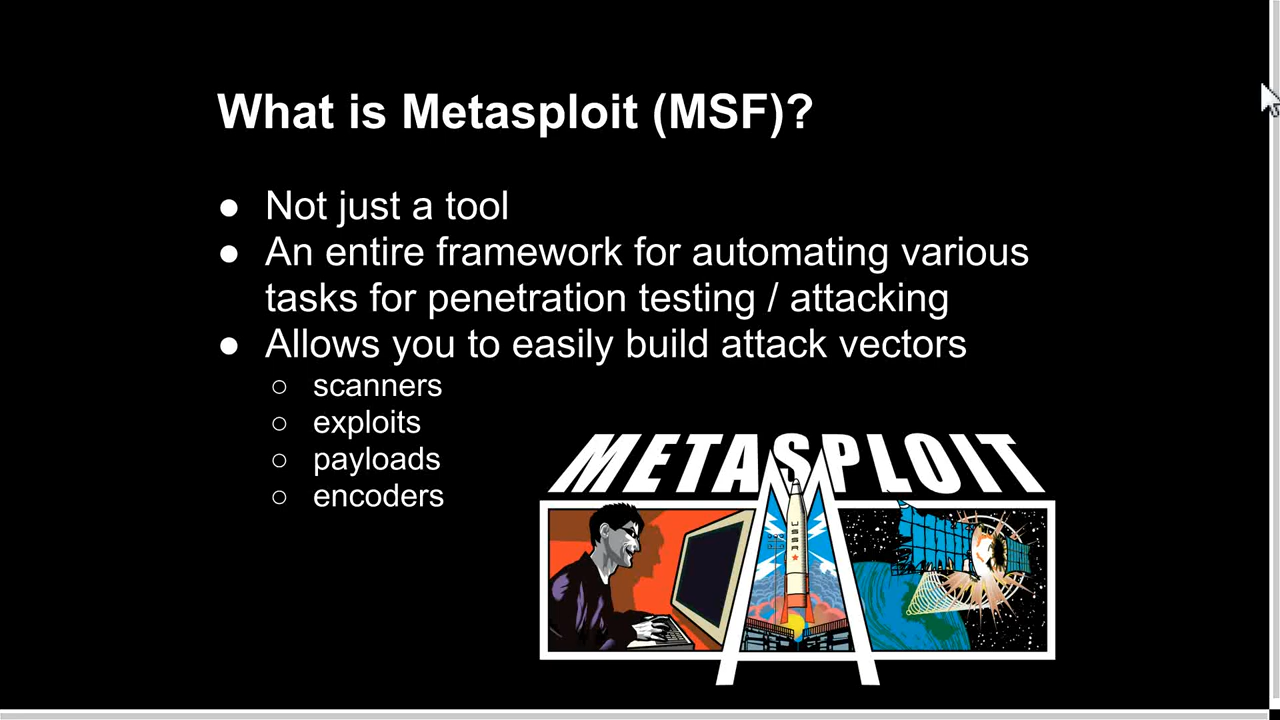 What is Metasploit (MSF)?
● Not just a tool
● An entire framework for automating various
tasks for penetration testing / attacking
● Allows you to easily build attack vectors
○ scanners
○ exploits
○ payloads
○ encoders
METASPLOIT
USSR